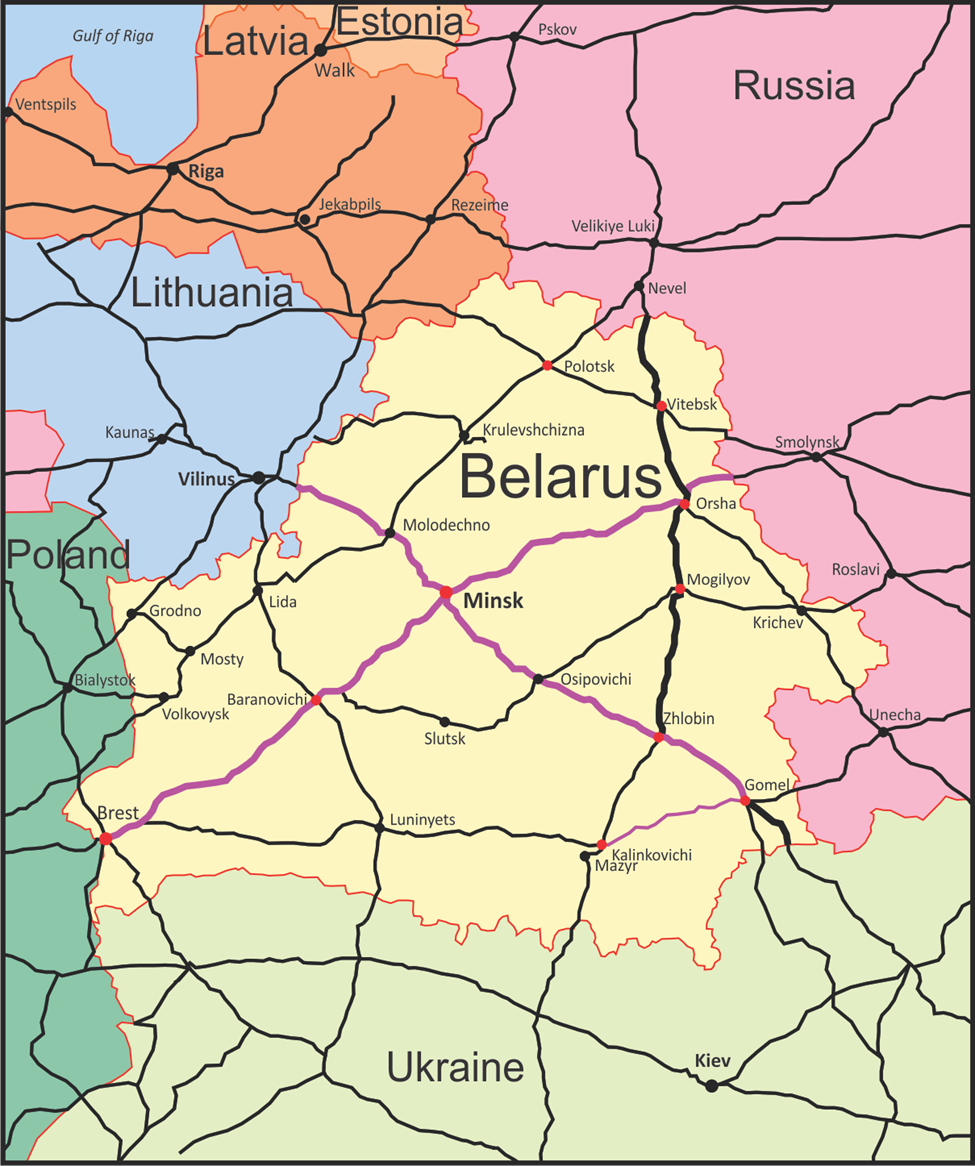 Estonia
Gulf of Riga
Latvia
Pskov
Walk
Russia
Ventspils
Riga
Jekabpils
Rezeime
Velikiye Luki
Nevel
Lithuania
Polotsk
Vitebsk
Kaunas
Krulevshchizna
Smolynsk
Vilinus
Belarus
Orsha
Molodechno
Poland
Roslavi
Mogilyov
Lida
Minsk
Grodno
Krichev
Mosty
Bialystok
Osipovichi
Baranovichi
Volkovysk
Zhlobin
Unecha
Slutsk
Gomel
Brest
Luninyets
Kalinkovichi
Mazyr
Ukraine
Kiev